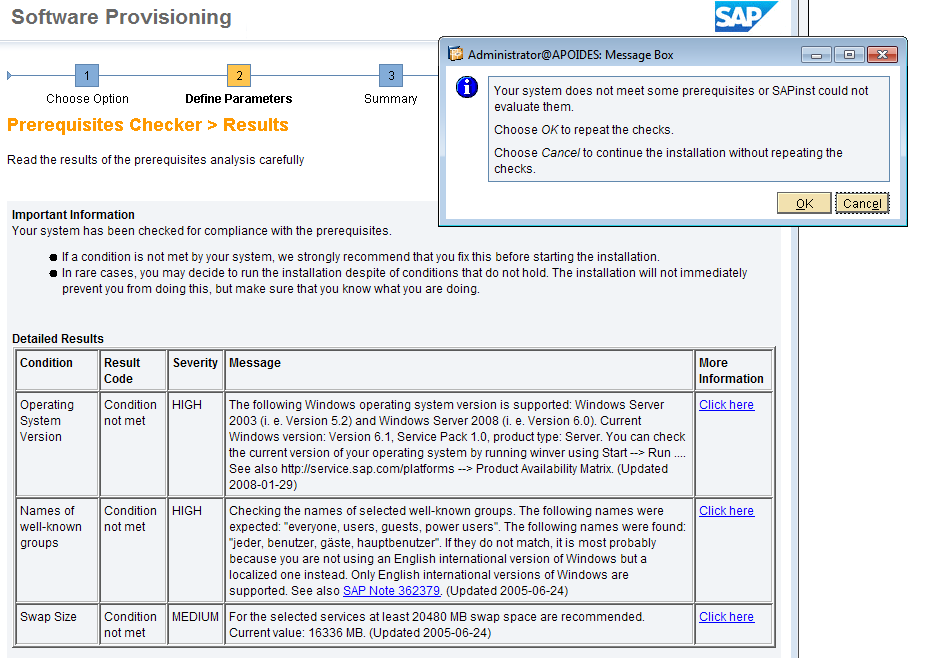 Software Provisioning
SAP
1
2
3
Choose Option
Define Parameters
Summary
Prerequisites Checker > Results
Read the results of the prerequisites analysis carefully
Administrator@APOIDES: Message Box
Your system does not meet some prerequisites or SAPinst could not
evaluate them.
Choose OK to repeat the checks.
Choose Cancel to continue the installation without repeating the
checks.
OK
Cancel
Important Information
Your system has been checked for compliance with the prerequisites.
If a condition is not met by your system, we strongly recommend that you fix this before starting the installation.
In rare cases, you may decide to run the installation despite of conditions that do not hold. The installation will not immediately
prevent you from doing this, but make sure that you know what you are doing.
Detailed Results
Condition
Result
Code
Severity
Message
More
Information
Operating
System
Version
Condition
not met
HIGH
The following Windows operating system version is supported: Windows Server
2003 (i. e. Version 5.2) and Windows Server 2008 (i. e. Version 6.0). Current
Windows version: Version 6.1, Service Pack 1.0, product type: Server. You can check
the current version of your operating system by running winver using Start --> Run ....
See also http://service.sap.com/platforms --> Product Availability Matrix. (Updated
2008-01-29)
Click here
Names of
well-known
groups
Condition
not met
HIGH
Checking the names of selected well-known groups. The following names were
expected: "everyone, users, guests, power users". The following names were found:
"jeder, benutzer, gäste, hauptbenutzer". If they do not match, it is most probably
because you are not using an English international version of Windows but a
localized one instead. Only English international versions of Windows are
supported. See also SAP Note 362379. (Updated 2005-06-24)
Click here
Swap Size
Condition
not met
MEDIUM
For the selected services at least 20480 MB swap space are recommended.
Current value: 16336 MB. (Updated 2005-06-24)
Click here